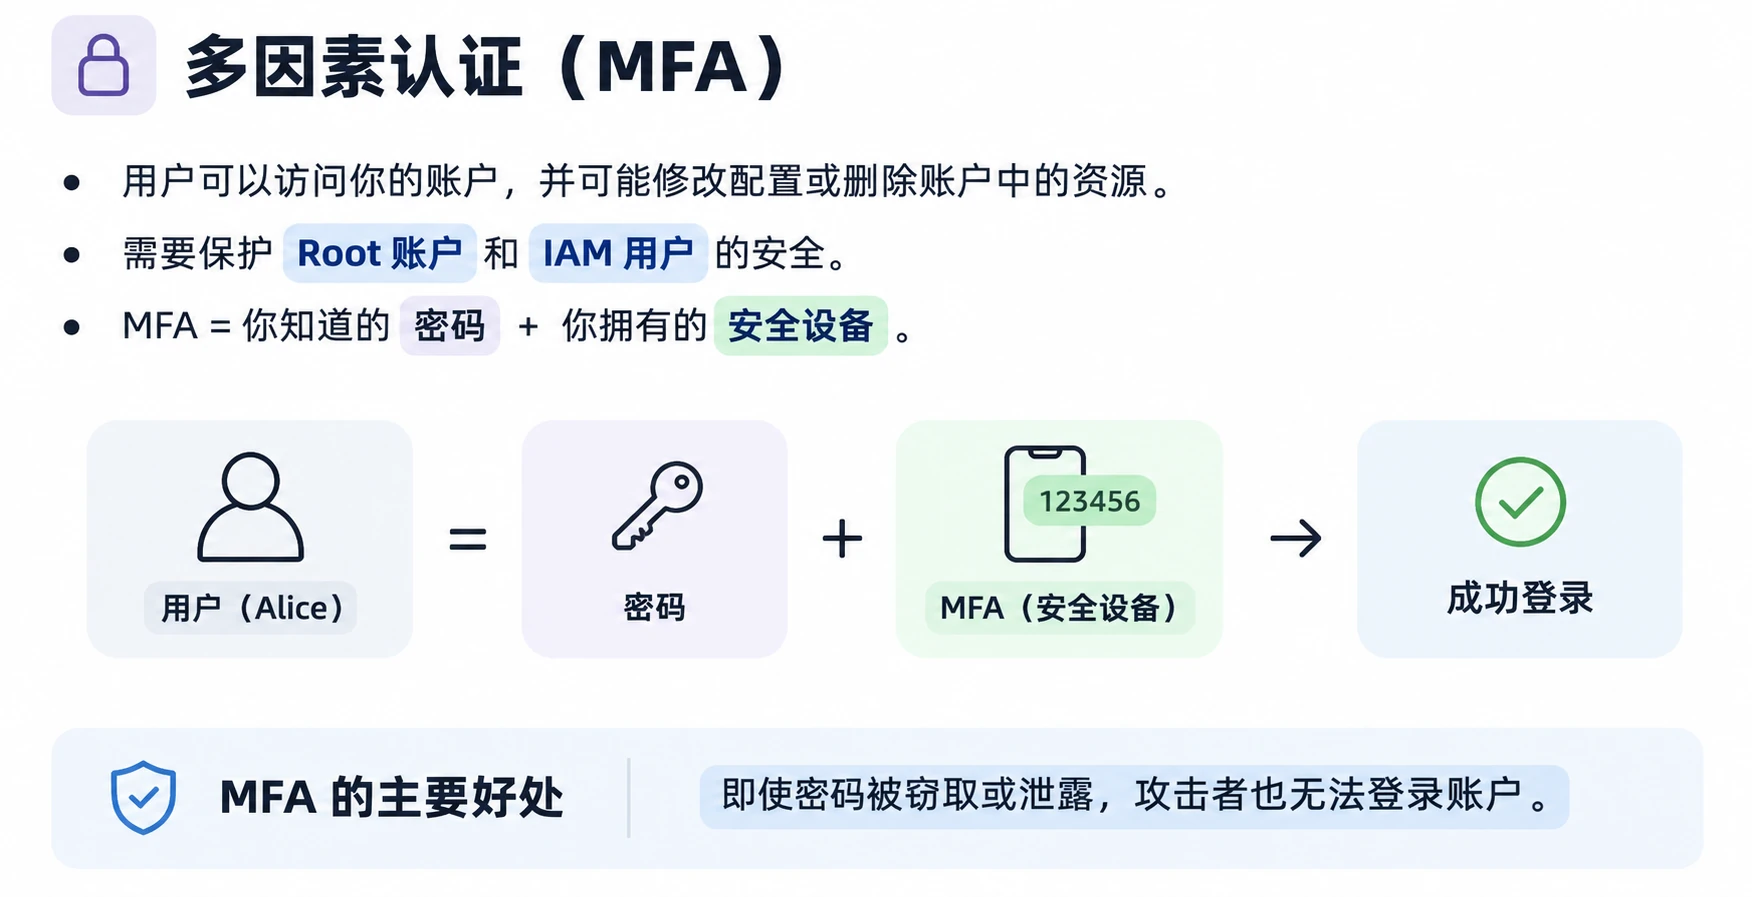 多因素认证（MFA）
• 用户可以访问你的账户，并可能修改配置或删除账户中的资源。
• 需要保护 Root 账户 和 IAM 用户 的安全。
• MFA = 你知道的 密码 + 你拥有的 安全设备 。
123456
= + →
用户（Alice） 密码 MFA（安全设备） 成功登录
MFA 的主要好处 即使密码被窃取或泄露，攻击者也无法登录账户。